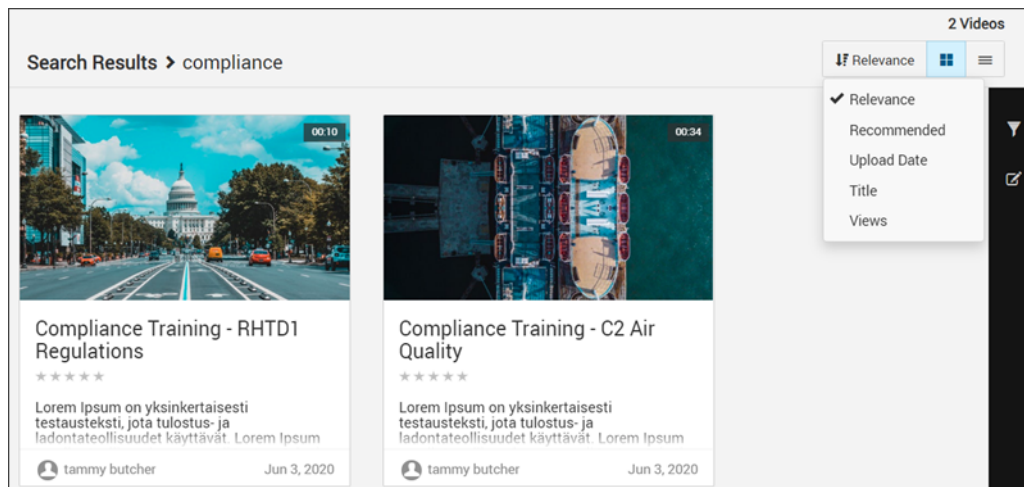 2 Videos
Search Results > compliance
Relevance
Relevance
Recommended
Upload Date
Title
Views
00:10
Compliance Training - RHTD1
Regulations
Lorem Ipsum on yksinkertaisesti
testausteksti, jota tulostus- ja
ladontateollisuudet käyttävät. Lorem Ipsum
tammy butcher
Jun 3, 2020
00:34
Compliance Training - C2 Air
Quality
Lorem Ipsum on yksinkertaisesti
testausteksti, jota tulostus- ja
ladontateollisuudet käyttävät. Lorem Ipsum
tammy butcher
Jun 3, 2020